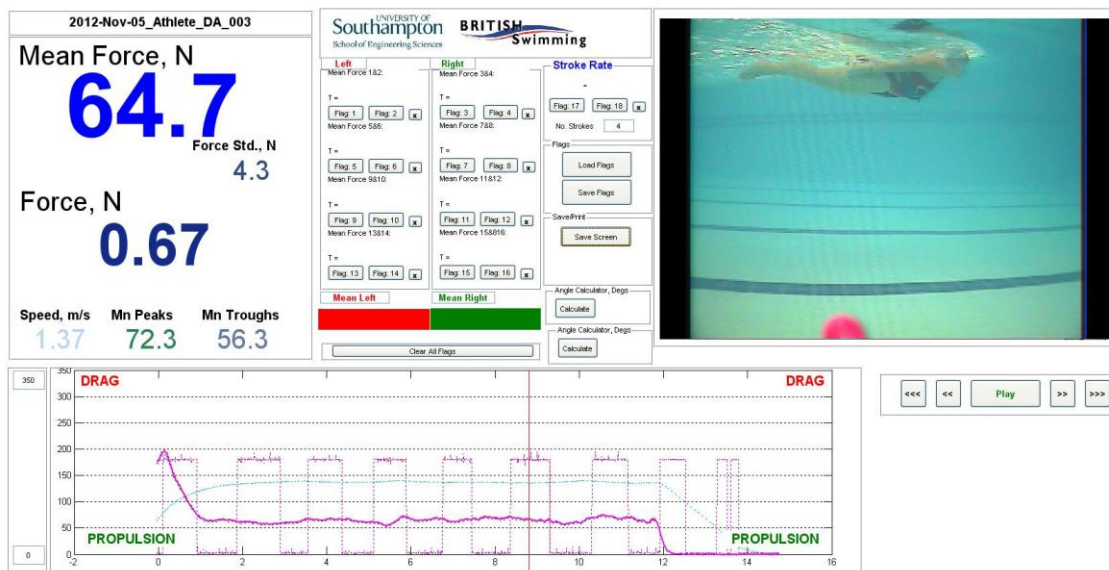 2012-Nov-05_Athlete_DA_003
Mean Force, N
64.7
Force Std., N
4.3
Force, N
0.67
Speed, m/s Mn Peaks Mn Troughs
1.37 72.3 56.3
UNIVERSITY OF
Southampton
School of Engineering Sciences
BRITISH
Swimming
Left Right
Mean Force 1&2: Mean Force 3&4:
T =
Flag: 1 Flag: 2 x Flag: 3 Flag: 4 x
Mean Force 5&6: Mean Force 7&8:
T = T =
Flag: 5 Flag: 6 x Flag: 7 Flag: 8 x
Mean Force 9&10: Mean Force 11&12:
T = T =
Flag: 9 Flag: 10 x Flag: 11 Flag: 12 x
Mean Force 13&14: Mean Force 15&16:
T = T =
Flag: 13 Flag: 14 x Flag: 15 Flag: 16 x
Mean Left Mean Right
Clear All Flags
Stroke Rate
-
Flag: 17 Flag: 18 x
No. Strokes 4
Flags
Load Flags
Save Flags
Save/Print
Save Screen
Angle Calculator, Degs
Calculate
Angle Calculator, Degs
Calculate
350
0
DRAG DRAG
350
300
250
200
150
100
50
0
PROPULSION PROPULSION
-2 0 2 4 6 8 10 12 14 16
<<< << Play >> >>>